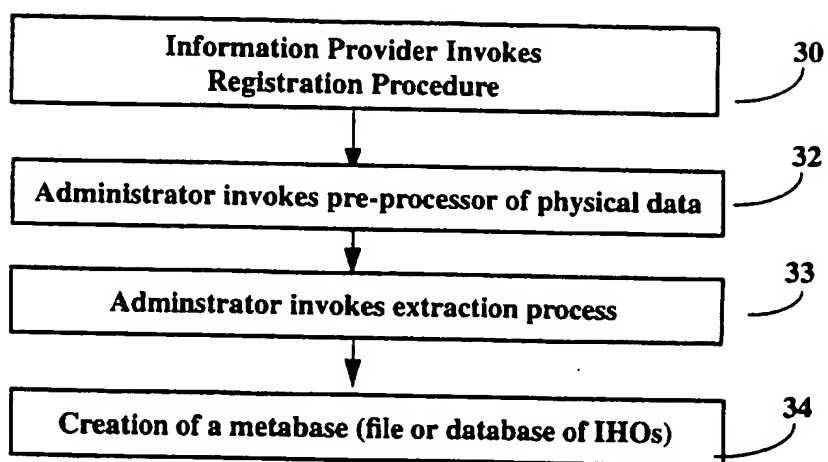 Information Provider Invokes
Registration Procedure
30
Administrator invokes pre-processor of physical data
32
Adminstrator invokes extraction process
33
Creation of a metabase (file or database of IHOs)
34